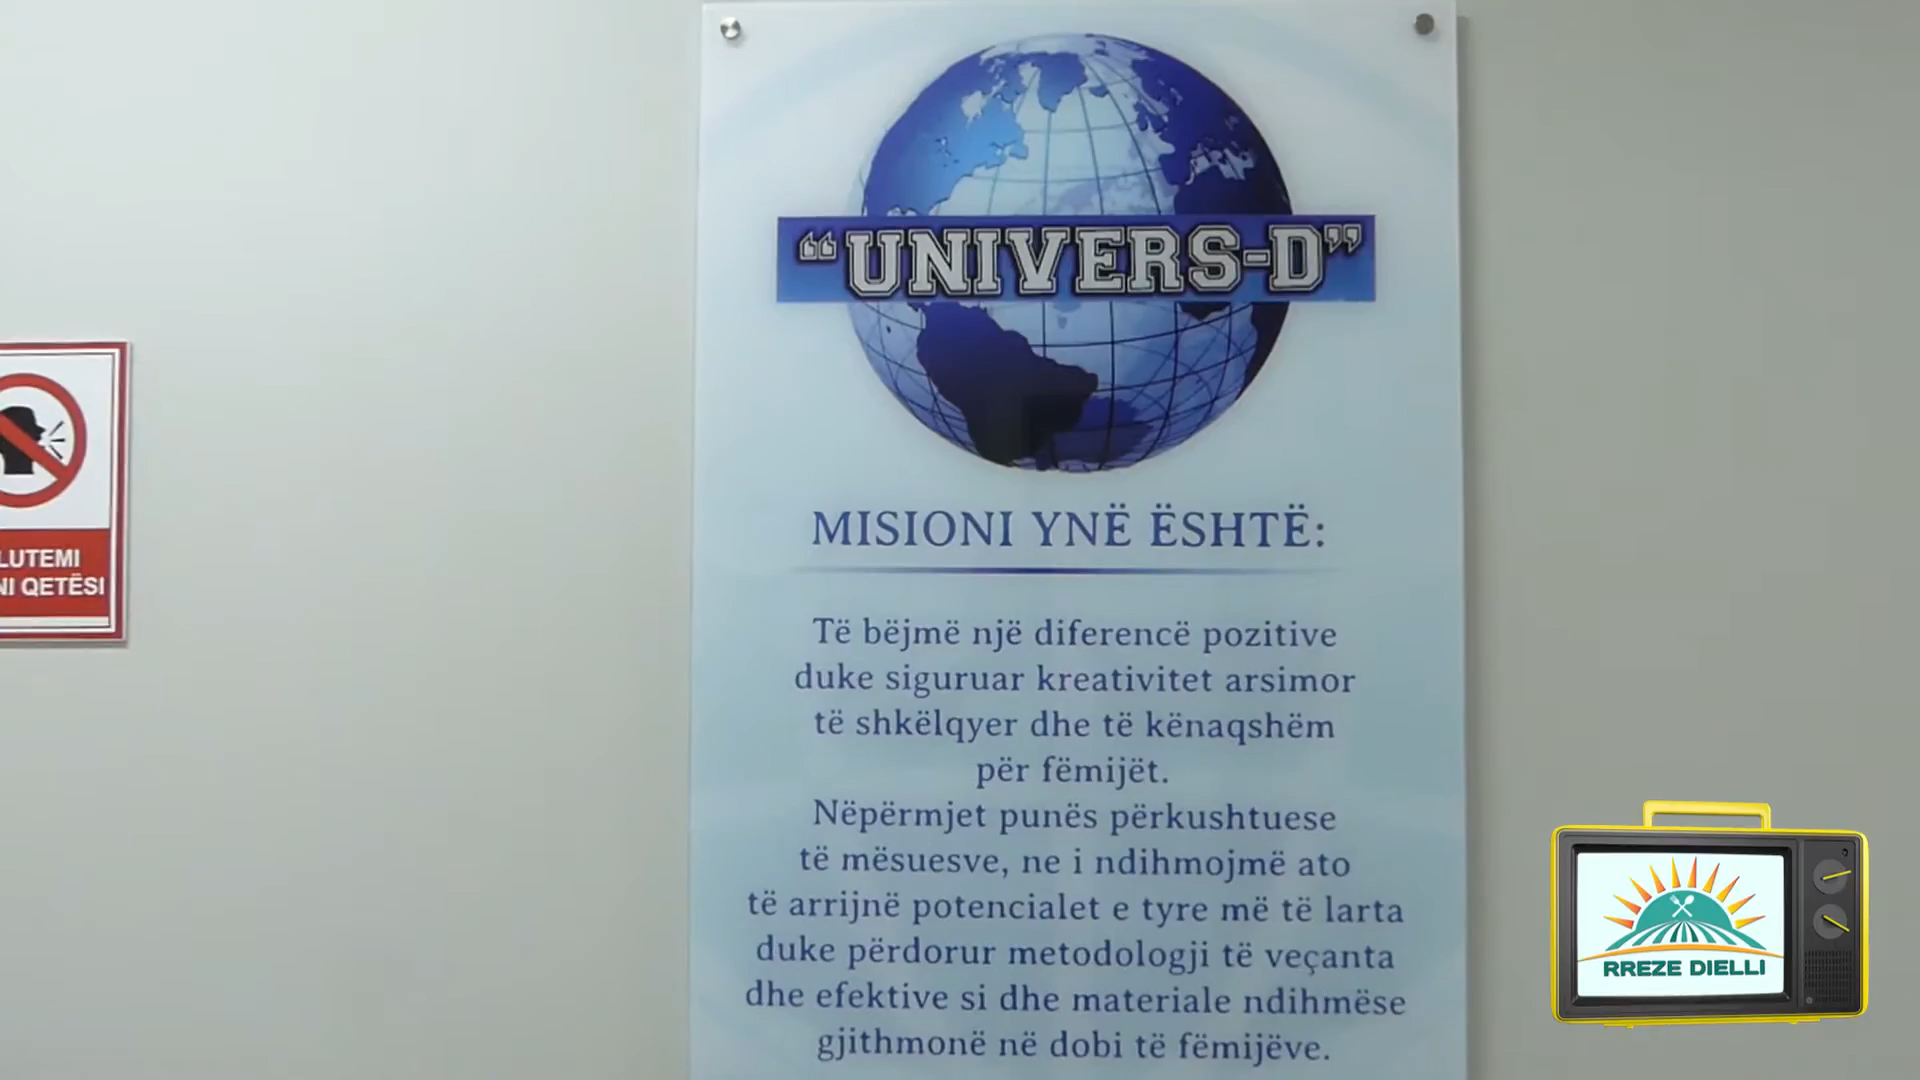 “UNIVERS-D”
MISIONI YNË ËSHTË:
Të bëjmë një diferencë pozitive
duke siguruar kreativitet arsimor
të shkëlqyer dhe të kënaqshëm
për fëmijët.
Nëpërmjet punës përkushtuese
të mësuesve, ne i ndihmojmë ato
të arrijnë potencialet e tyre më të larta
duke përdorur metodologji të veçanta
dhe efektive si dhe materiale ndihmëse
gjithmonë në dobi të fëmijëve.
LUTEMI
NI QETËSI
RREZE DIELLI